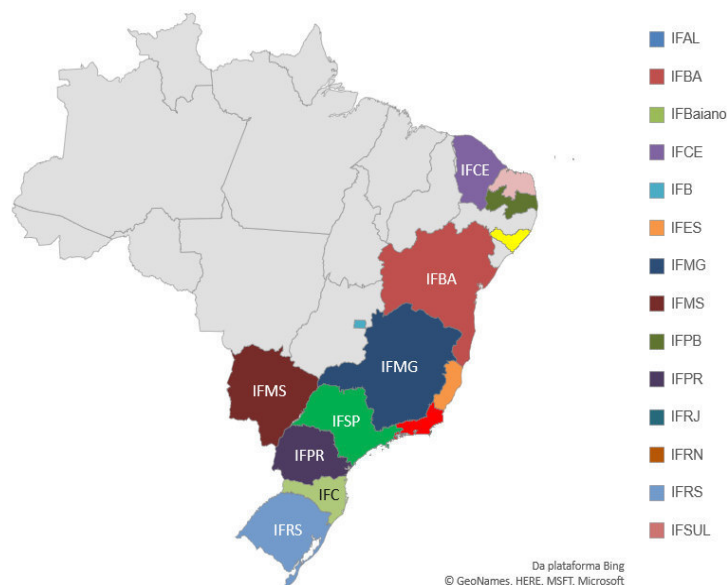 IFCE
IFBA
IFMG
IFMS
IFSP
IFPR
IFC
IFRS
IFAL
IFBA
IFBaiano
IFCE
IFB
IFES
IFMG
IFMS
IFPB
IFPR
IFRJ
IFRN
IFRS
IFSUL
Da plataforma Bing
© GeoNames, HERE, MSFT, Microsoft